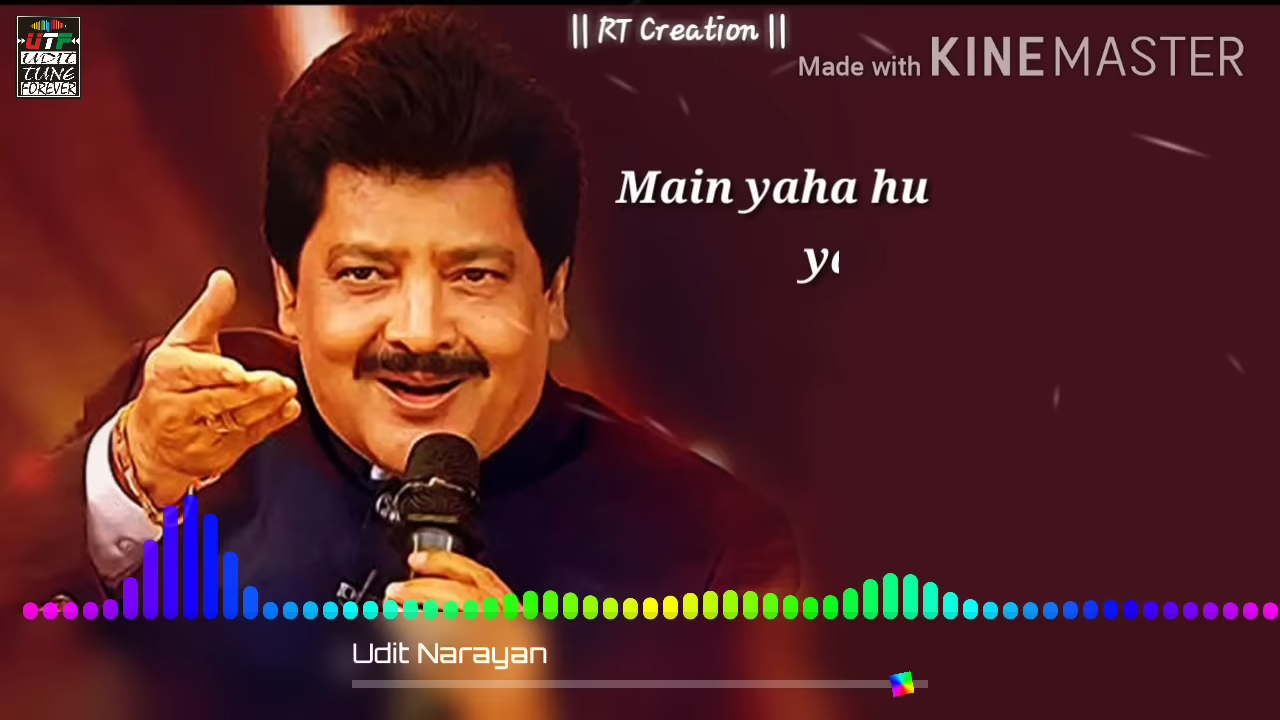 || RT Creation ||
Made with KINEMASTER
UTF
UDIT
TUNE
FOREVER
Main yaha hu
Udit Narayan